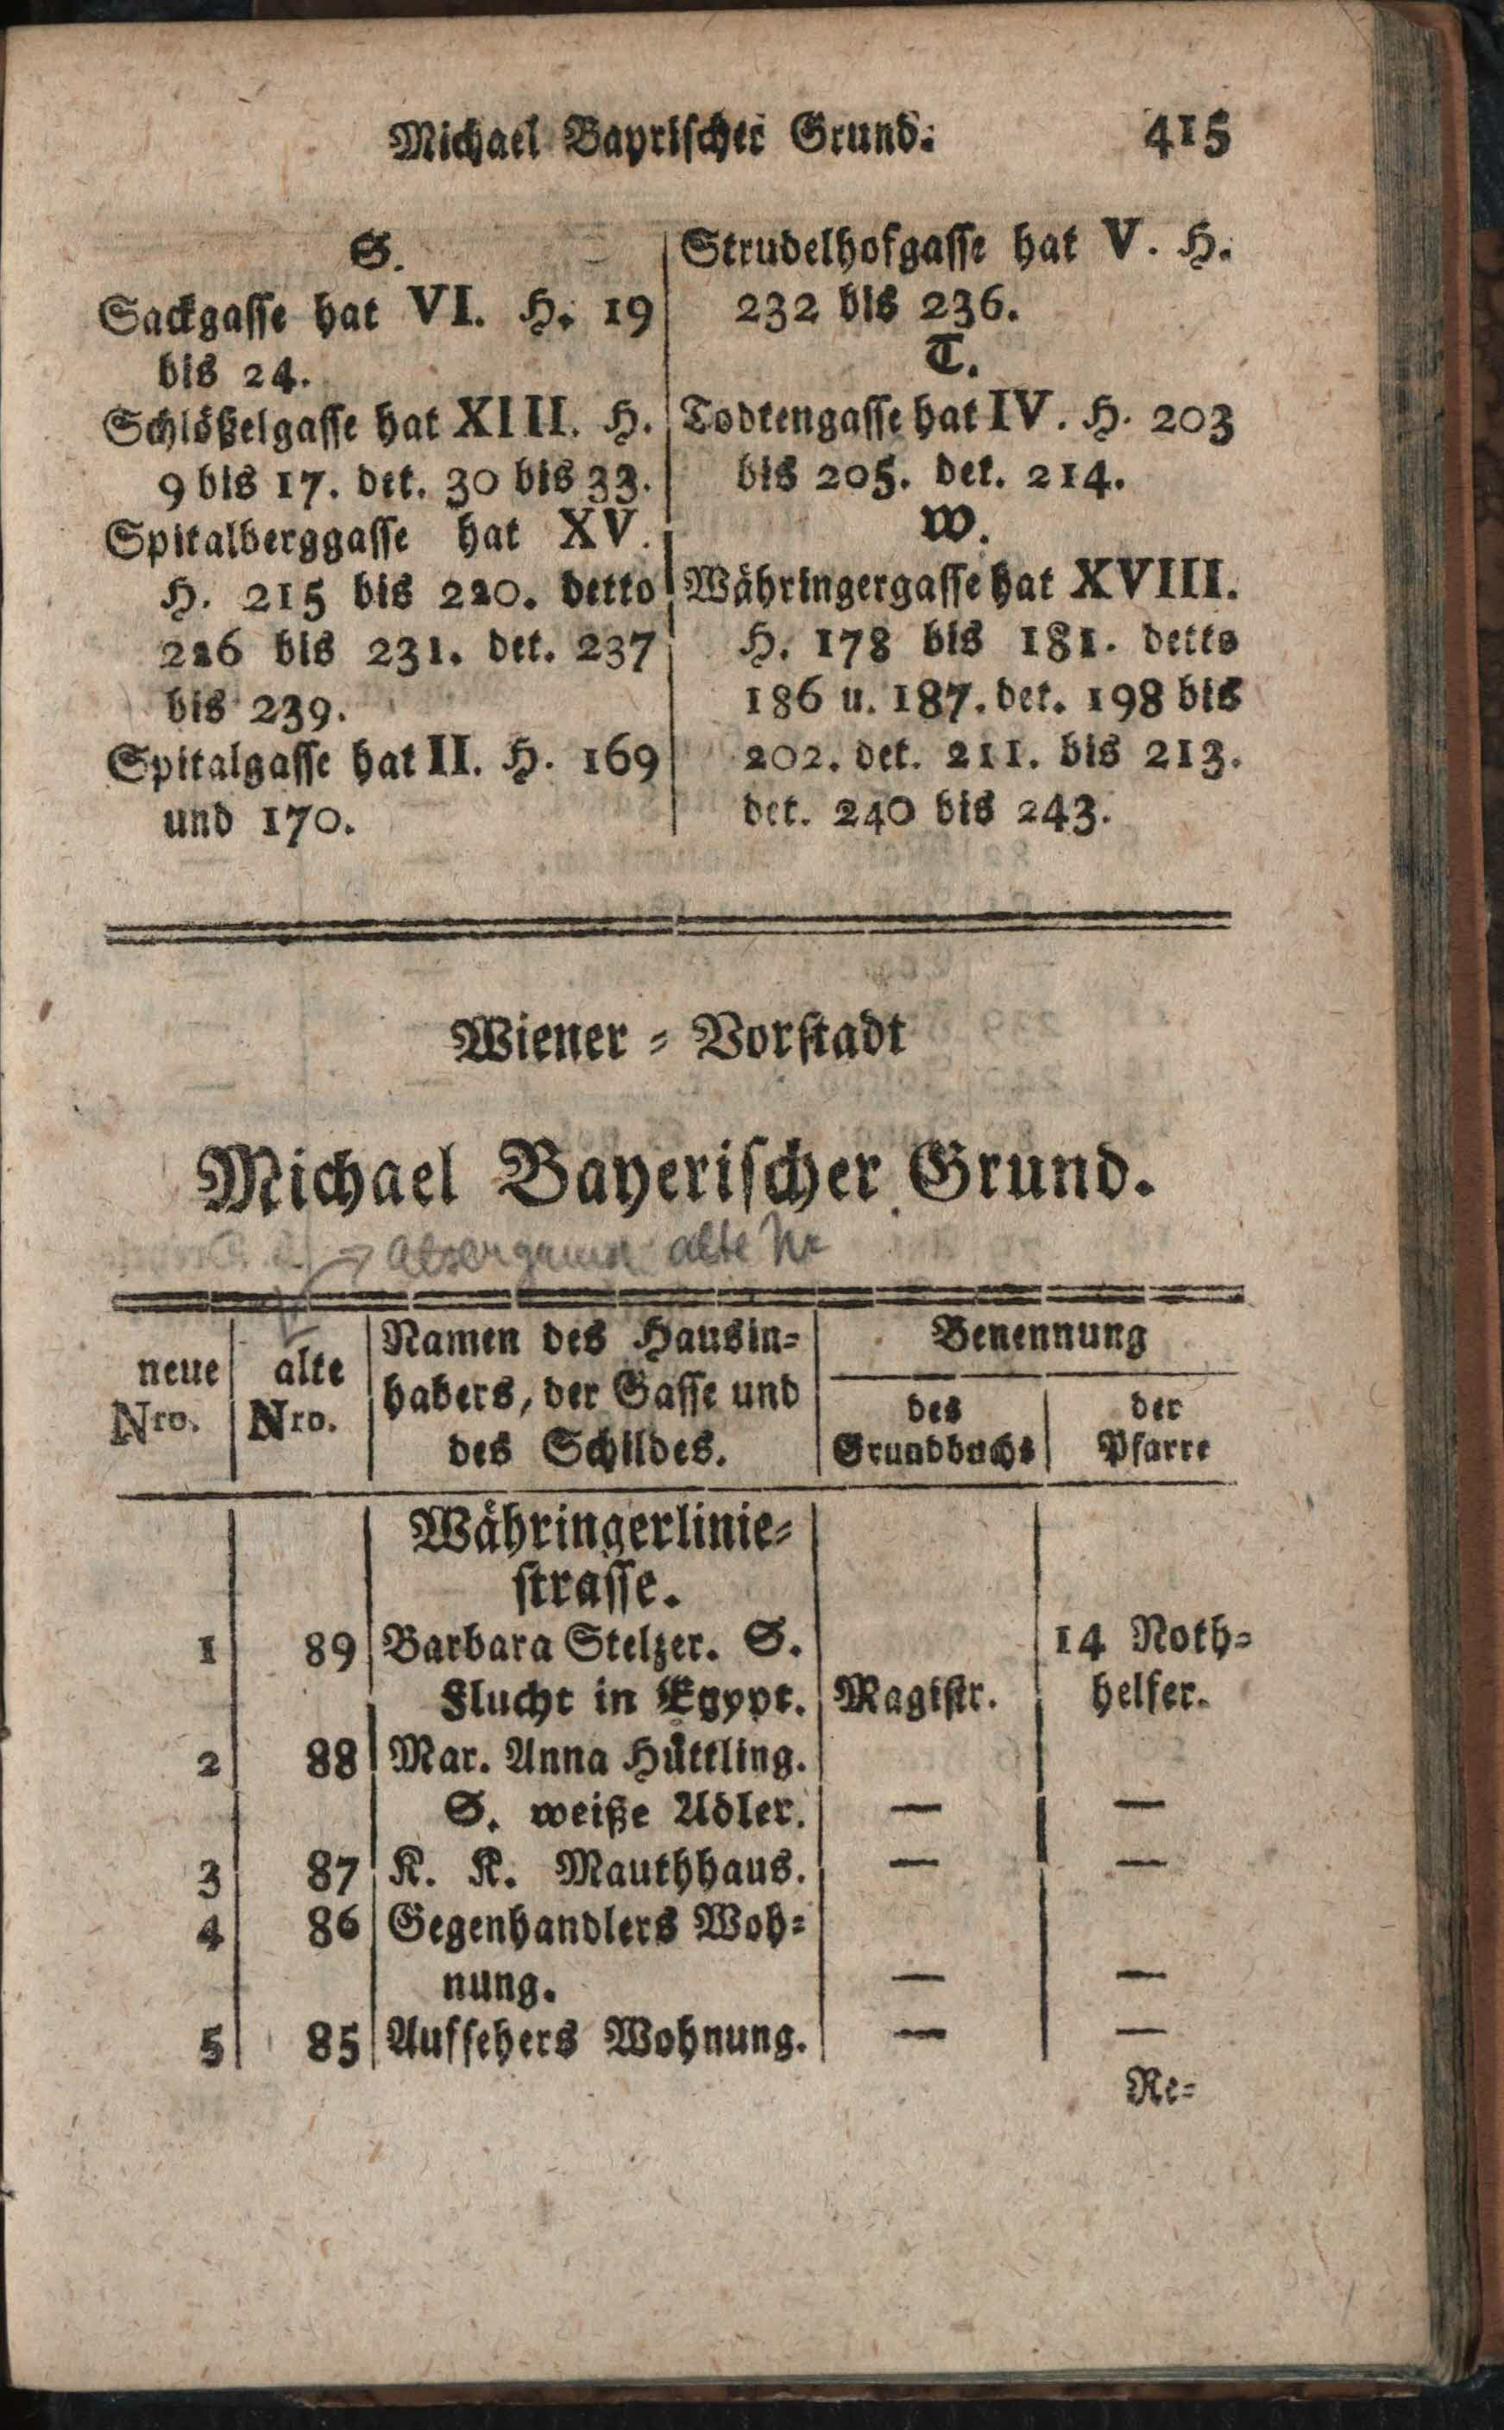 Michael Bayrischer Grund. 415
S.
Sackgasse hat VI. H. 19
bis 24.
Schlößelgasse hat XIII. H.
9 bis 17. det. 30 bis 33.
Spitalberggasse hat XV.
H. 215 bis 220. detto
226 bis 231. det. 237
bis 239.
Spitalgasse hat II. H. 169
und 170.
Strudelhofgasse hat V. H.
232 bis 236.
T.
Todtengasse hat IV. H. 203
bis 205. det. 214.
W.
Währingergasse hat XVIII.
H. 178 bis 181. detto
186 u. 187. det. 198 bis
202. det. 211. bis 213.
det. 240 bis 243.
Wiener-Vorstadt
Michael Bayerischer Grund.
alte Nr
neue Nro.
alte Nro.
Namen des Hausin-
habers, der Gasse und
des Schildes.
Benennung
des Grundbuchs
der Pfarre
Währingerlinie-
strasse.
1 89 Barbara Stelzer. S. 14 Noth-
Flucht in Egypt. Magistr. helfer.
2 88 Mar. Anna Hüttling.
S. weiße Adler. — —
3 87 K. K. Mauthhaus. — —
4 86 Gegenhandlers Woh-
nung. — —
5 85 Aufsehers Wohnung. — —
Re-